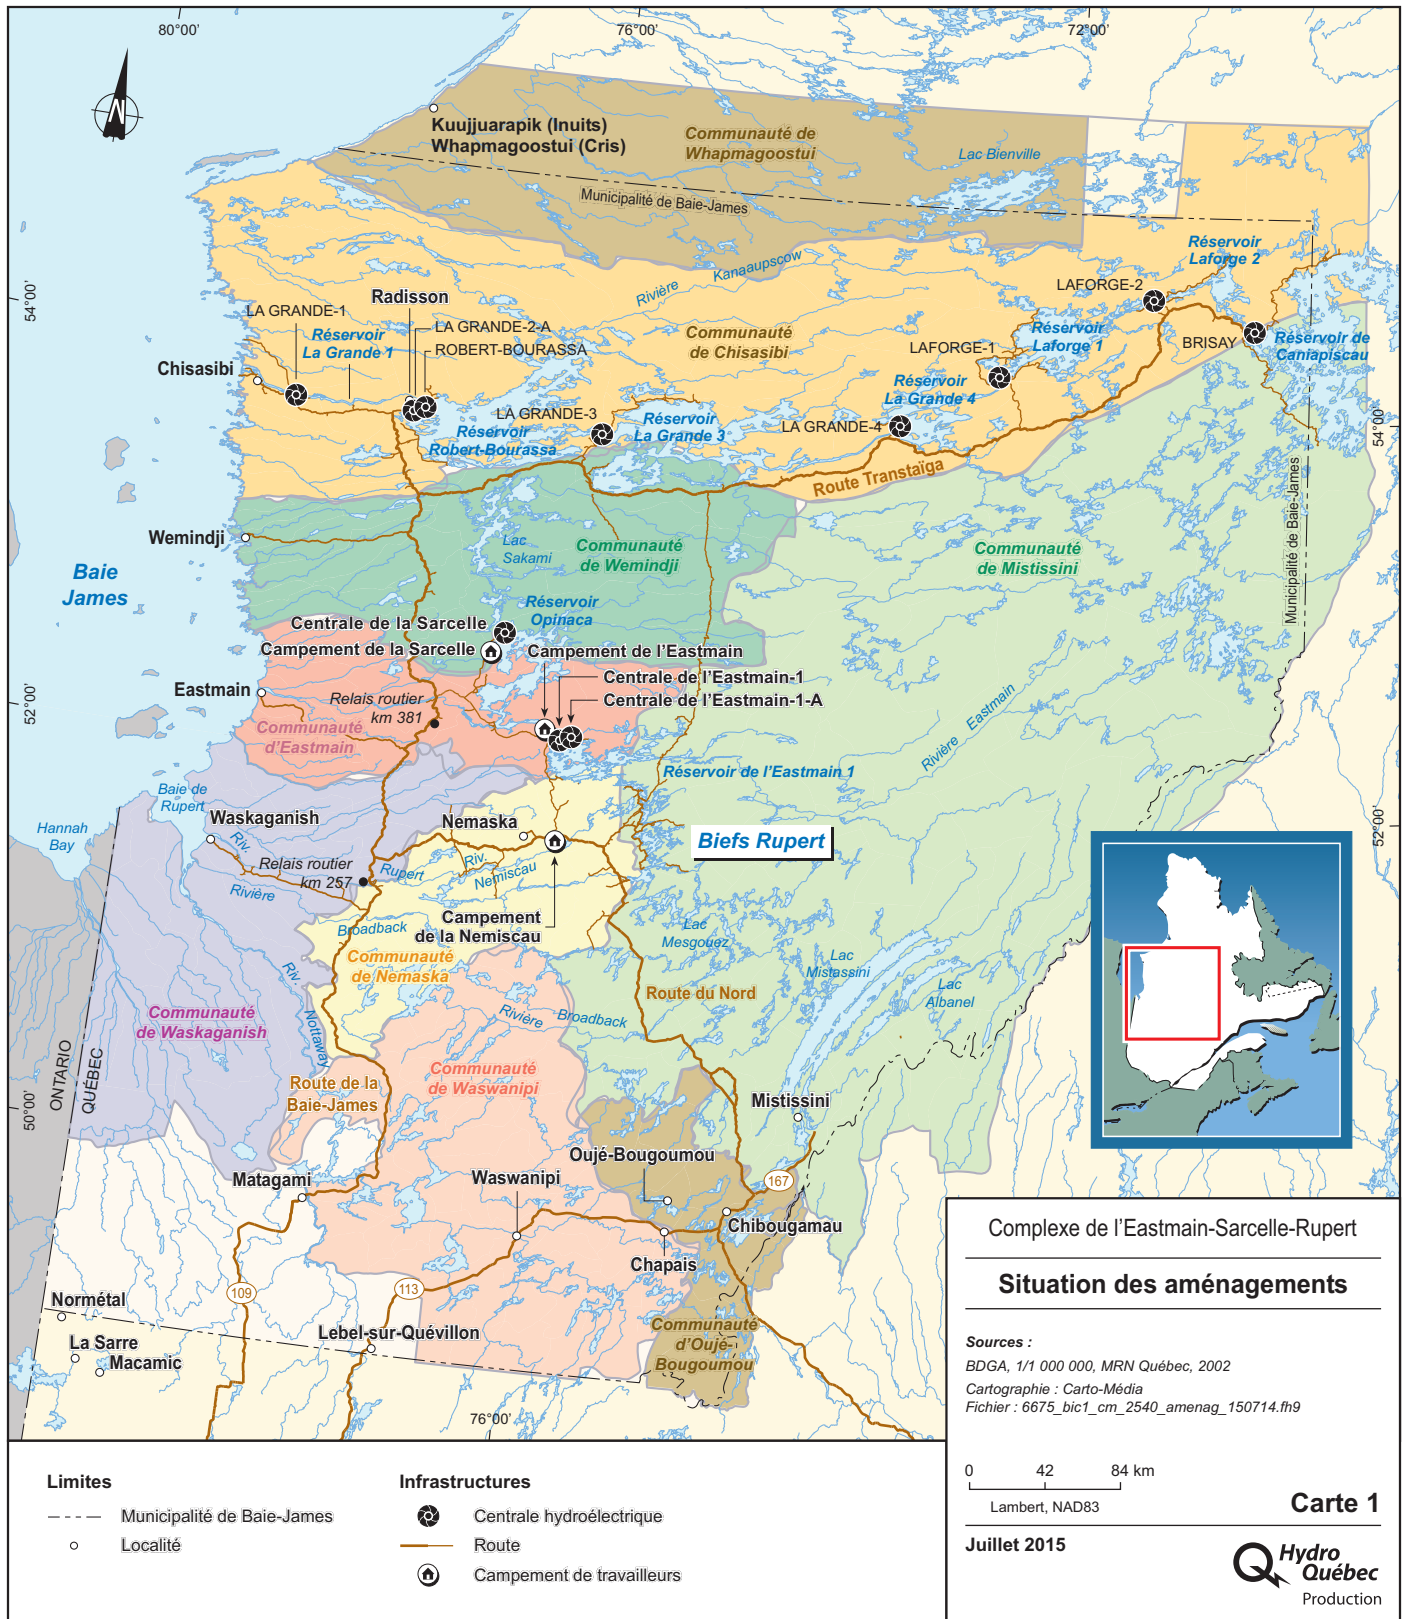 80°00'
76°00'
72°00'
N
Kuujjuarapik (Inuits)
Whapmagoostui (Cris)
Communauté de
Whapmagoostui
Lac Bienville
Municipalité de Baie-James
Rivière Kanaaupscow
Réservoir
Laforge 2
LAFORGE-2
54°00'
LA GRANDE-1
Radisson
LA GRANDE-2-A
ROBERT-BOURASSA
Réservoir
La Grande 1
Communauté
de Chisasibi
LAFORGE-1
Réservoir
Laforge 1
BRISAY
Réservoir de
Caniapiscau
Chisasibi
Réservoir
La Grande 4
LA GRANDE-3
Réservoir
La Grande 3
LA GRANDE-4
Réservoir
Robert-Bourassa
54°00'
Route Transtaïga
Municipalité de Baie-James
Wemindji
Lac
Sakami
Communauté
de Wemindji
Communauté
de Mistissini
Baie
James
Réservoir
Opinaca
Centrale de la Sarcelle
Campement de la Sarcelle
Campement de l'Eastmain
Centrale de l'Eastmain-1
Centrale de l'Eastmain-1-A
Eastmain
52°00'
Relais routier
km 381
Communauté
d'Eastmain
Rivière Eastmain
Réservoir de l'Eastmain 1
Baie de
Rupert
Waskaganish
Hannah
Bay
Nemaska
Biefs Rupert
52°00'
Riv.
Relais routier
km 257
Rupert
Riv.
Nemiscau
Rivière
Campement
de la Nemiscau
Broadback
Lac
Mesgouez
Lac
Mistassini
Communauté
de Nemaska
Riv.
Nottaway
Lac
Albanel
Route du Nord
Communauté
de Waskaganish
Rivière Broadback
ONTARIO
QUÉBEC
Route de la
Baie-James
Communauté
de Waswanipi
50°00'
Mistissini
Oujé-Bougoumou
Matagami
Waswanipi
167
Chibougamau
Chapais
109
113
Normétal
La Sarre
Macamic
Lebel-sur-Quévillon
Communauté
d'Oujé-
Bougoumou
76°00'
Complexe de l'Eastmain-Sarcelle-Rupert
Situation des aménagements
Sources :
BDGA, 1/1 000 000, MRN Québec, 2002
Cartographie : Carto-Média
Fichier : 6675_bic1_cm_2540_amenag_150714.fh9
0 42 84 km
Lambert, NAD83
Carte 1
Juillet 2015
Hydro
Québec
Production
Limites
Municipalité de Baie-James
Localité
Infrastructures
Centrale hydroélectrique
Route
Campement de travailleurs